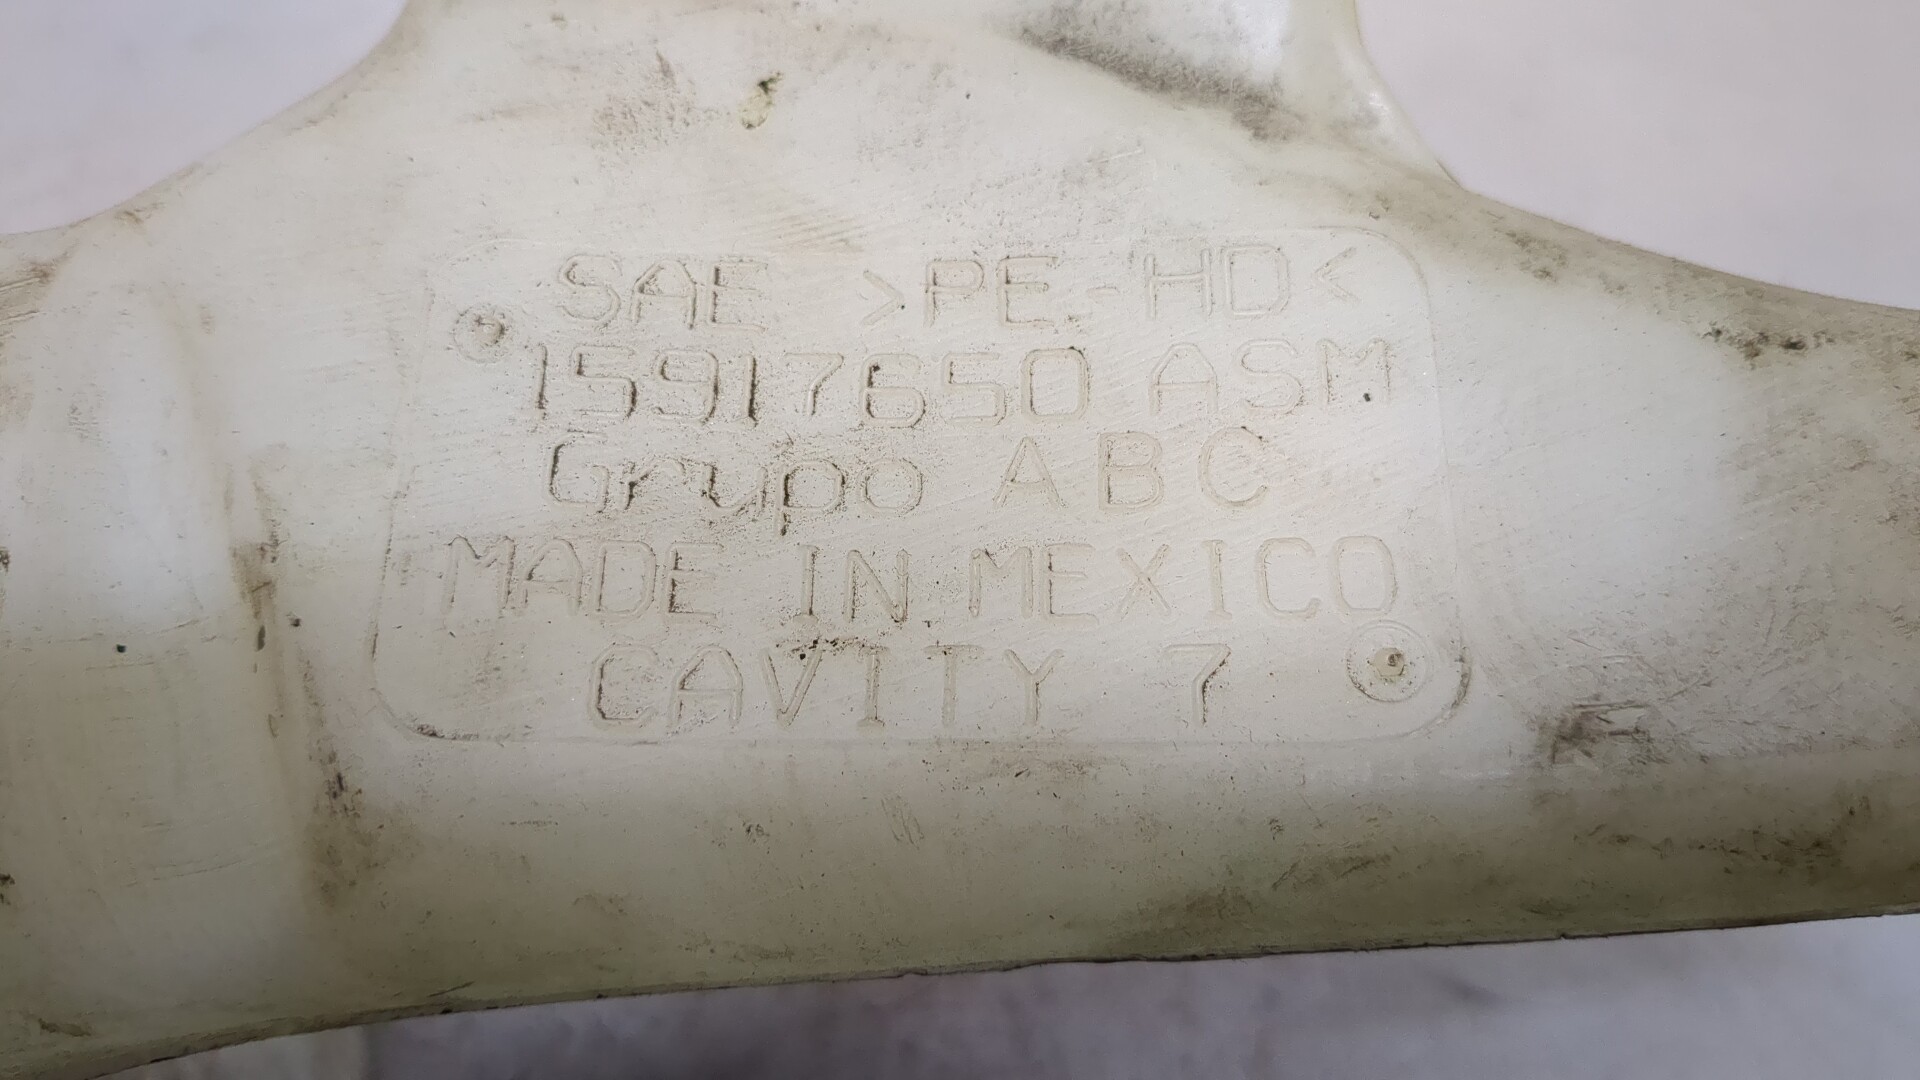 SAE >PE-HD<
15917650 ASM
Grupo ABC
MADE IN MEXICO
CAVITY 7